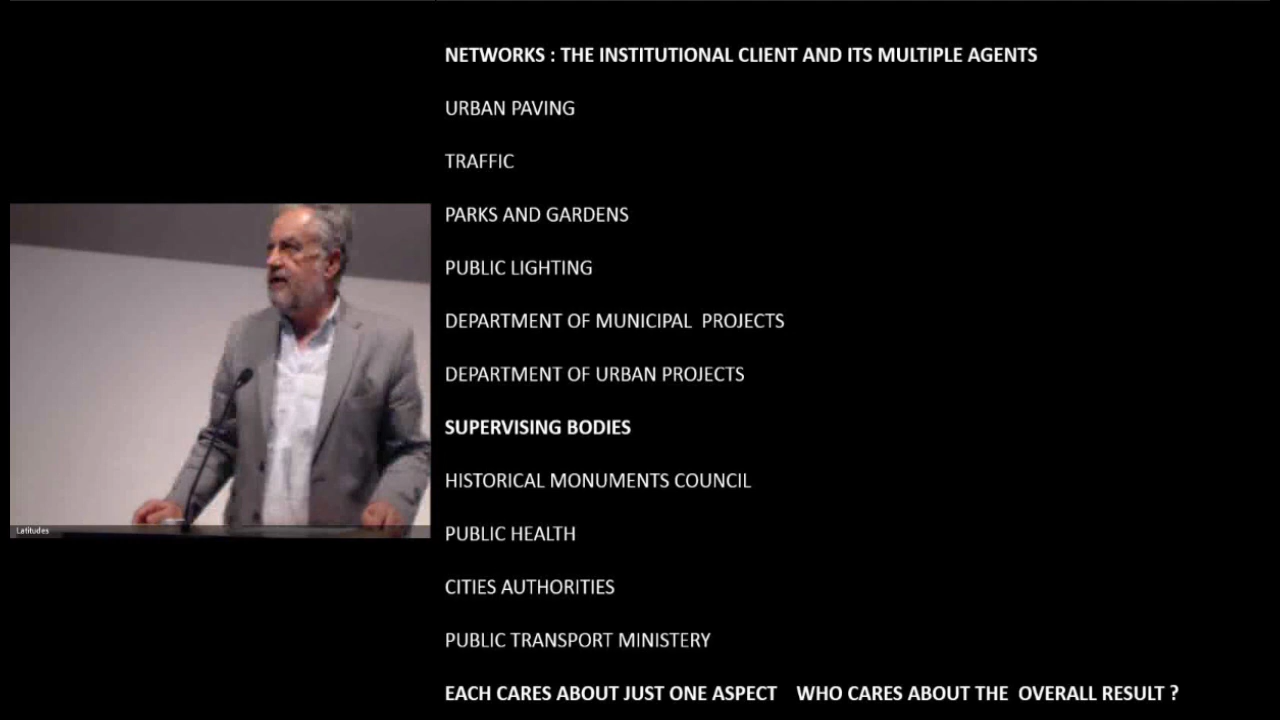 NETWORKS : THE INSTITUTIONAL CLIENT AND ITS MULTIPLE AGENTS
URBAN PAVING
TRAFFIC
PARKS AND GARDENS
PUBLIC LIGHTING
DEPARTMENT OF MUNICIPAL PROJECTS
DEPARTMENT OF URBAN PROJECTS
SUPERVISING BODIES
HISTORICAL MONUMENTS COUNCIL
Latitudes
PUBLIC HEALTH
CITIES AUTHORITIES
PUBLIC TRANSPORT MINISTERY
EACH CARES ABOUT JUST ONE ASPECT WHO CARES ABOUT THE OVERALL RESULT ?